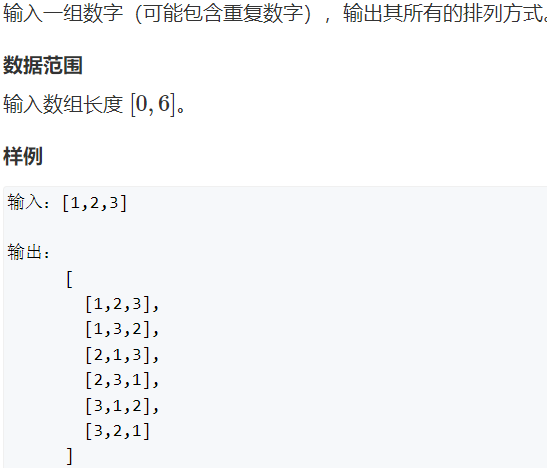 输入一组数字（可能包含重复数字），输出其所有的排列方式。
数据范围
输入数组长度 [0, 6]。
样例
输入：[1,2,3]
输出：
[
[1,2,3],
[1,3,2],
[2,1,3],
[2,3,1],
[3,1,2],
[3,2,1]
]